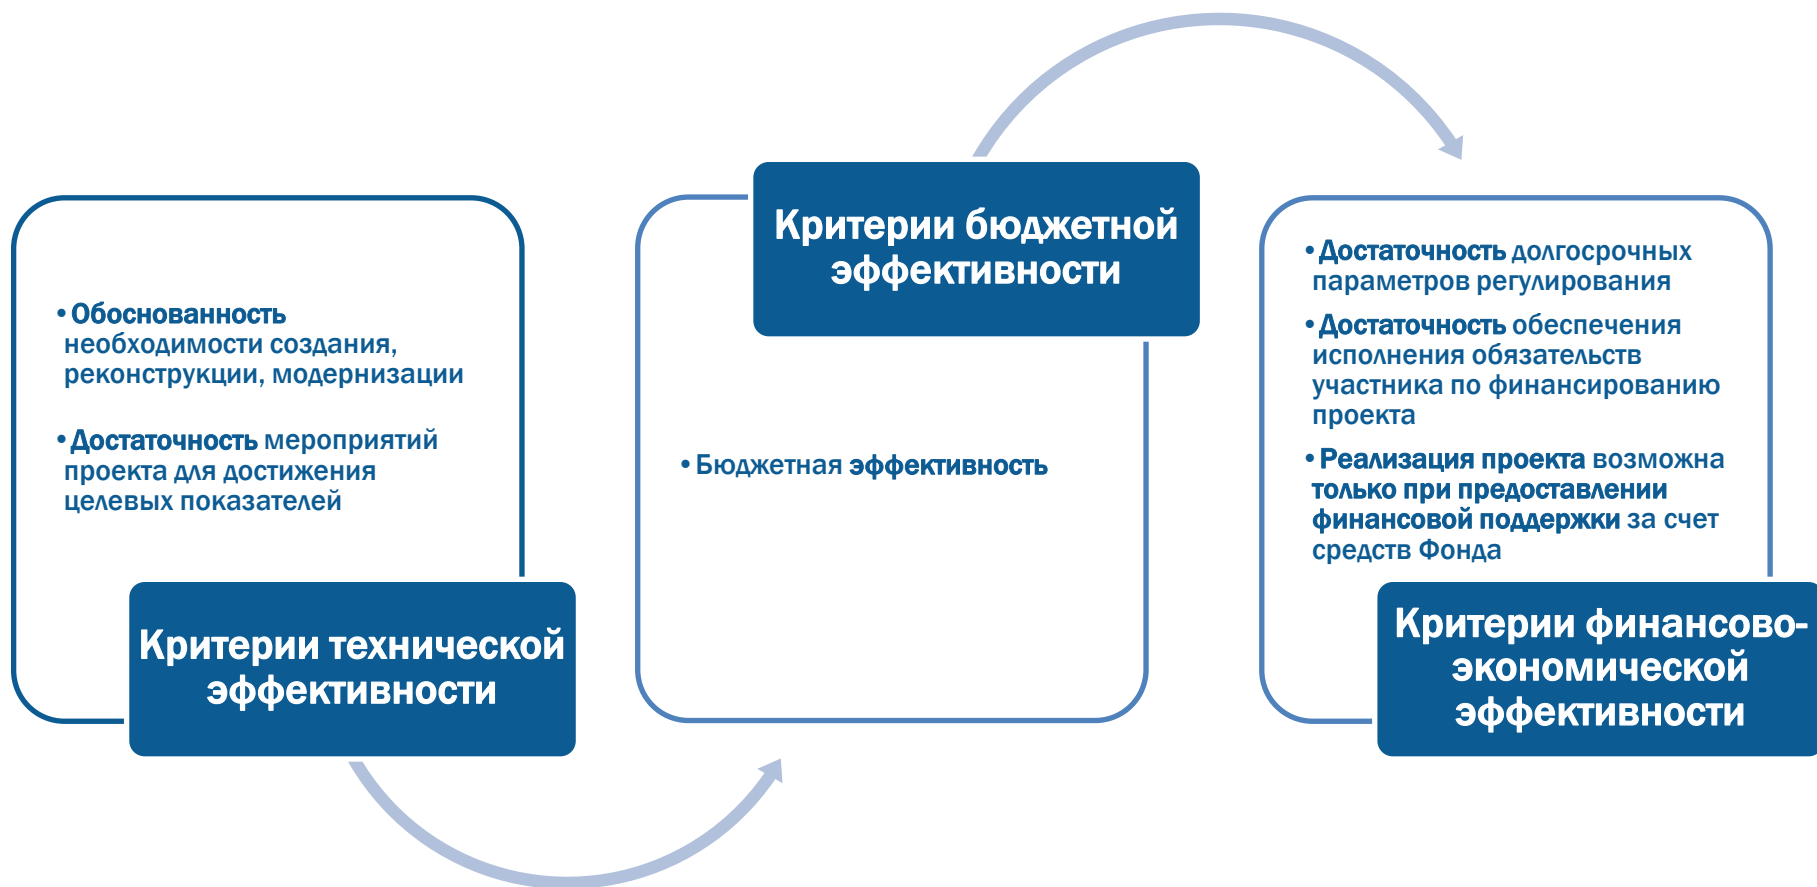 • Обоснованность
необходимости создания,
реконструкции, модернизации
• Достаточность мероприятий
проекта для достижения
целевых показателей
Критерии технической
эффективности
Критерии бюджетной
эффективности
• Бюджетная эффективность
• Достаточность долгосрочных
параметров регулирования
• Достаточность обеспечения
исполнения обязательств
участника по финансированию
проекта
• Реализация проекта возможна
только при предоставлении
финансовой поддержки за счет
средств Фонда
Критерии финансово-
экономической
эффективности